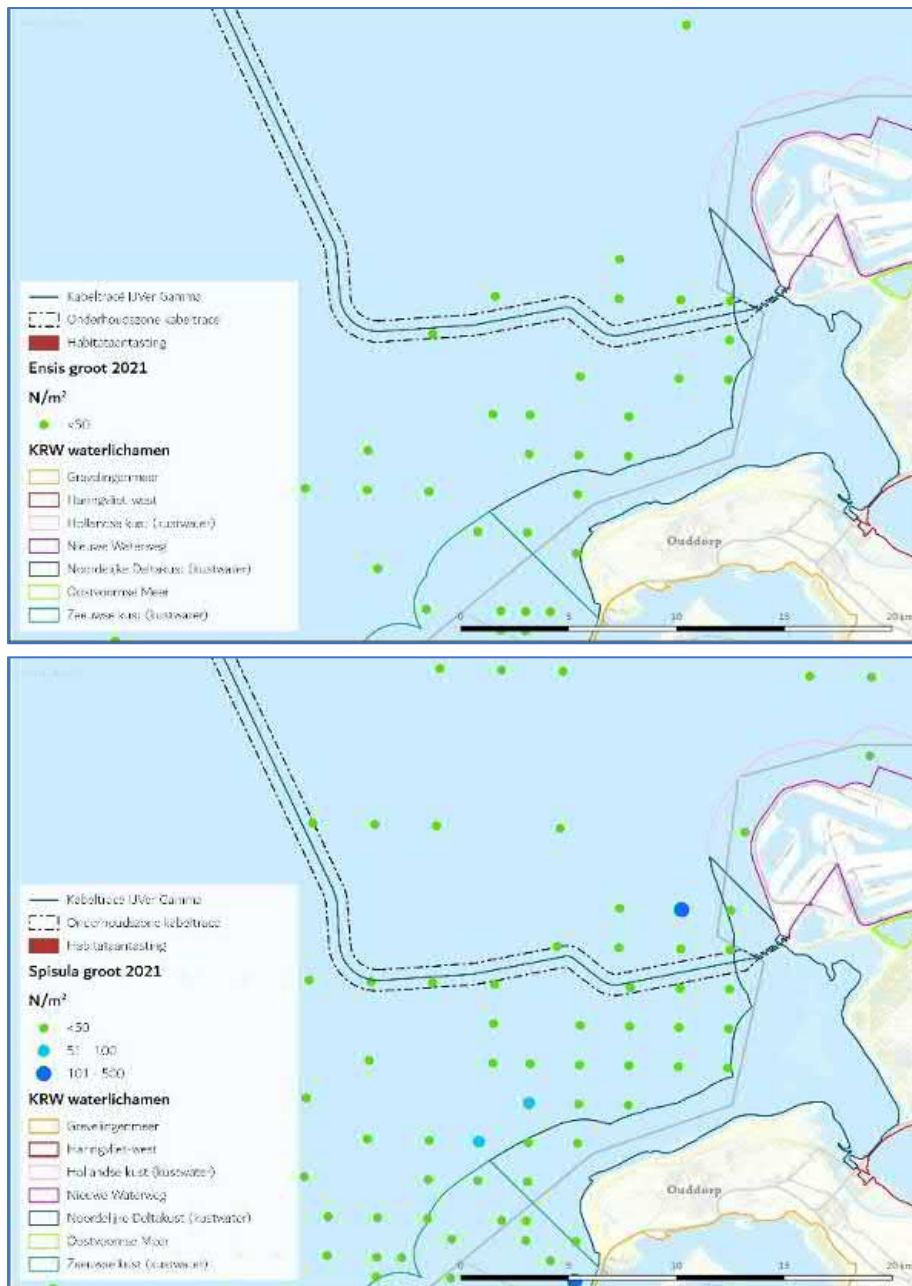 Kabeltracé IJVer Gamma
Onderhoudszone kabeltracé
Habitataantasting
Ensis groot 2021
N/m²
<50
KRW waterlichamen
Grevelingenmeer
Haringvliet-west
Hollandse kust (kustwater)
Nieuwe Waterweg
Noordelijke Deltakust (kustwater)
Oostvoornse Meer
Zeeuwse kust (kustwater)
Ouddorp
0 5 10 15 20 km
Kabeltracé IJVer Gamma
Onderhoudszone kabeltracé
Habitataantasting
Spisula groot 2021
N/m²
<50
51 - 100
101 - 500
KRW waterlichamen
Grevelingenmeer
Haringvliet-west
Hollandse kust (kustwater)
Nieuwe Waterweg
Noordelijke Deltakust (kustwater)
Oostvoornse Meer
Zeeuwse kust (kustwater)
Ouddorp
0 5 10 15 20 km